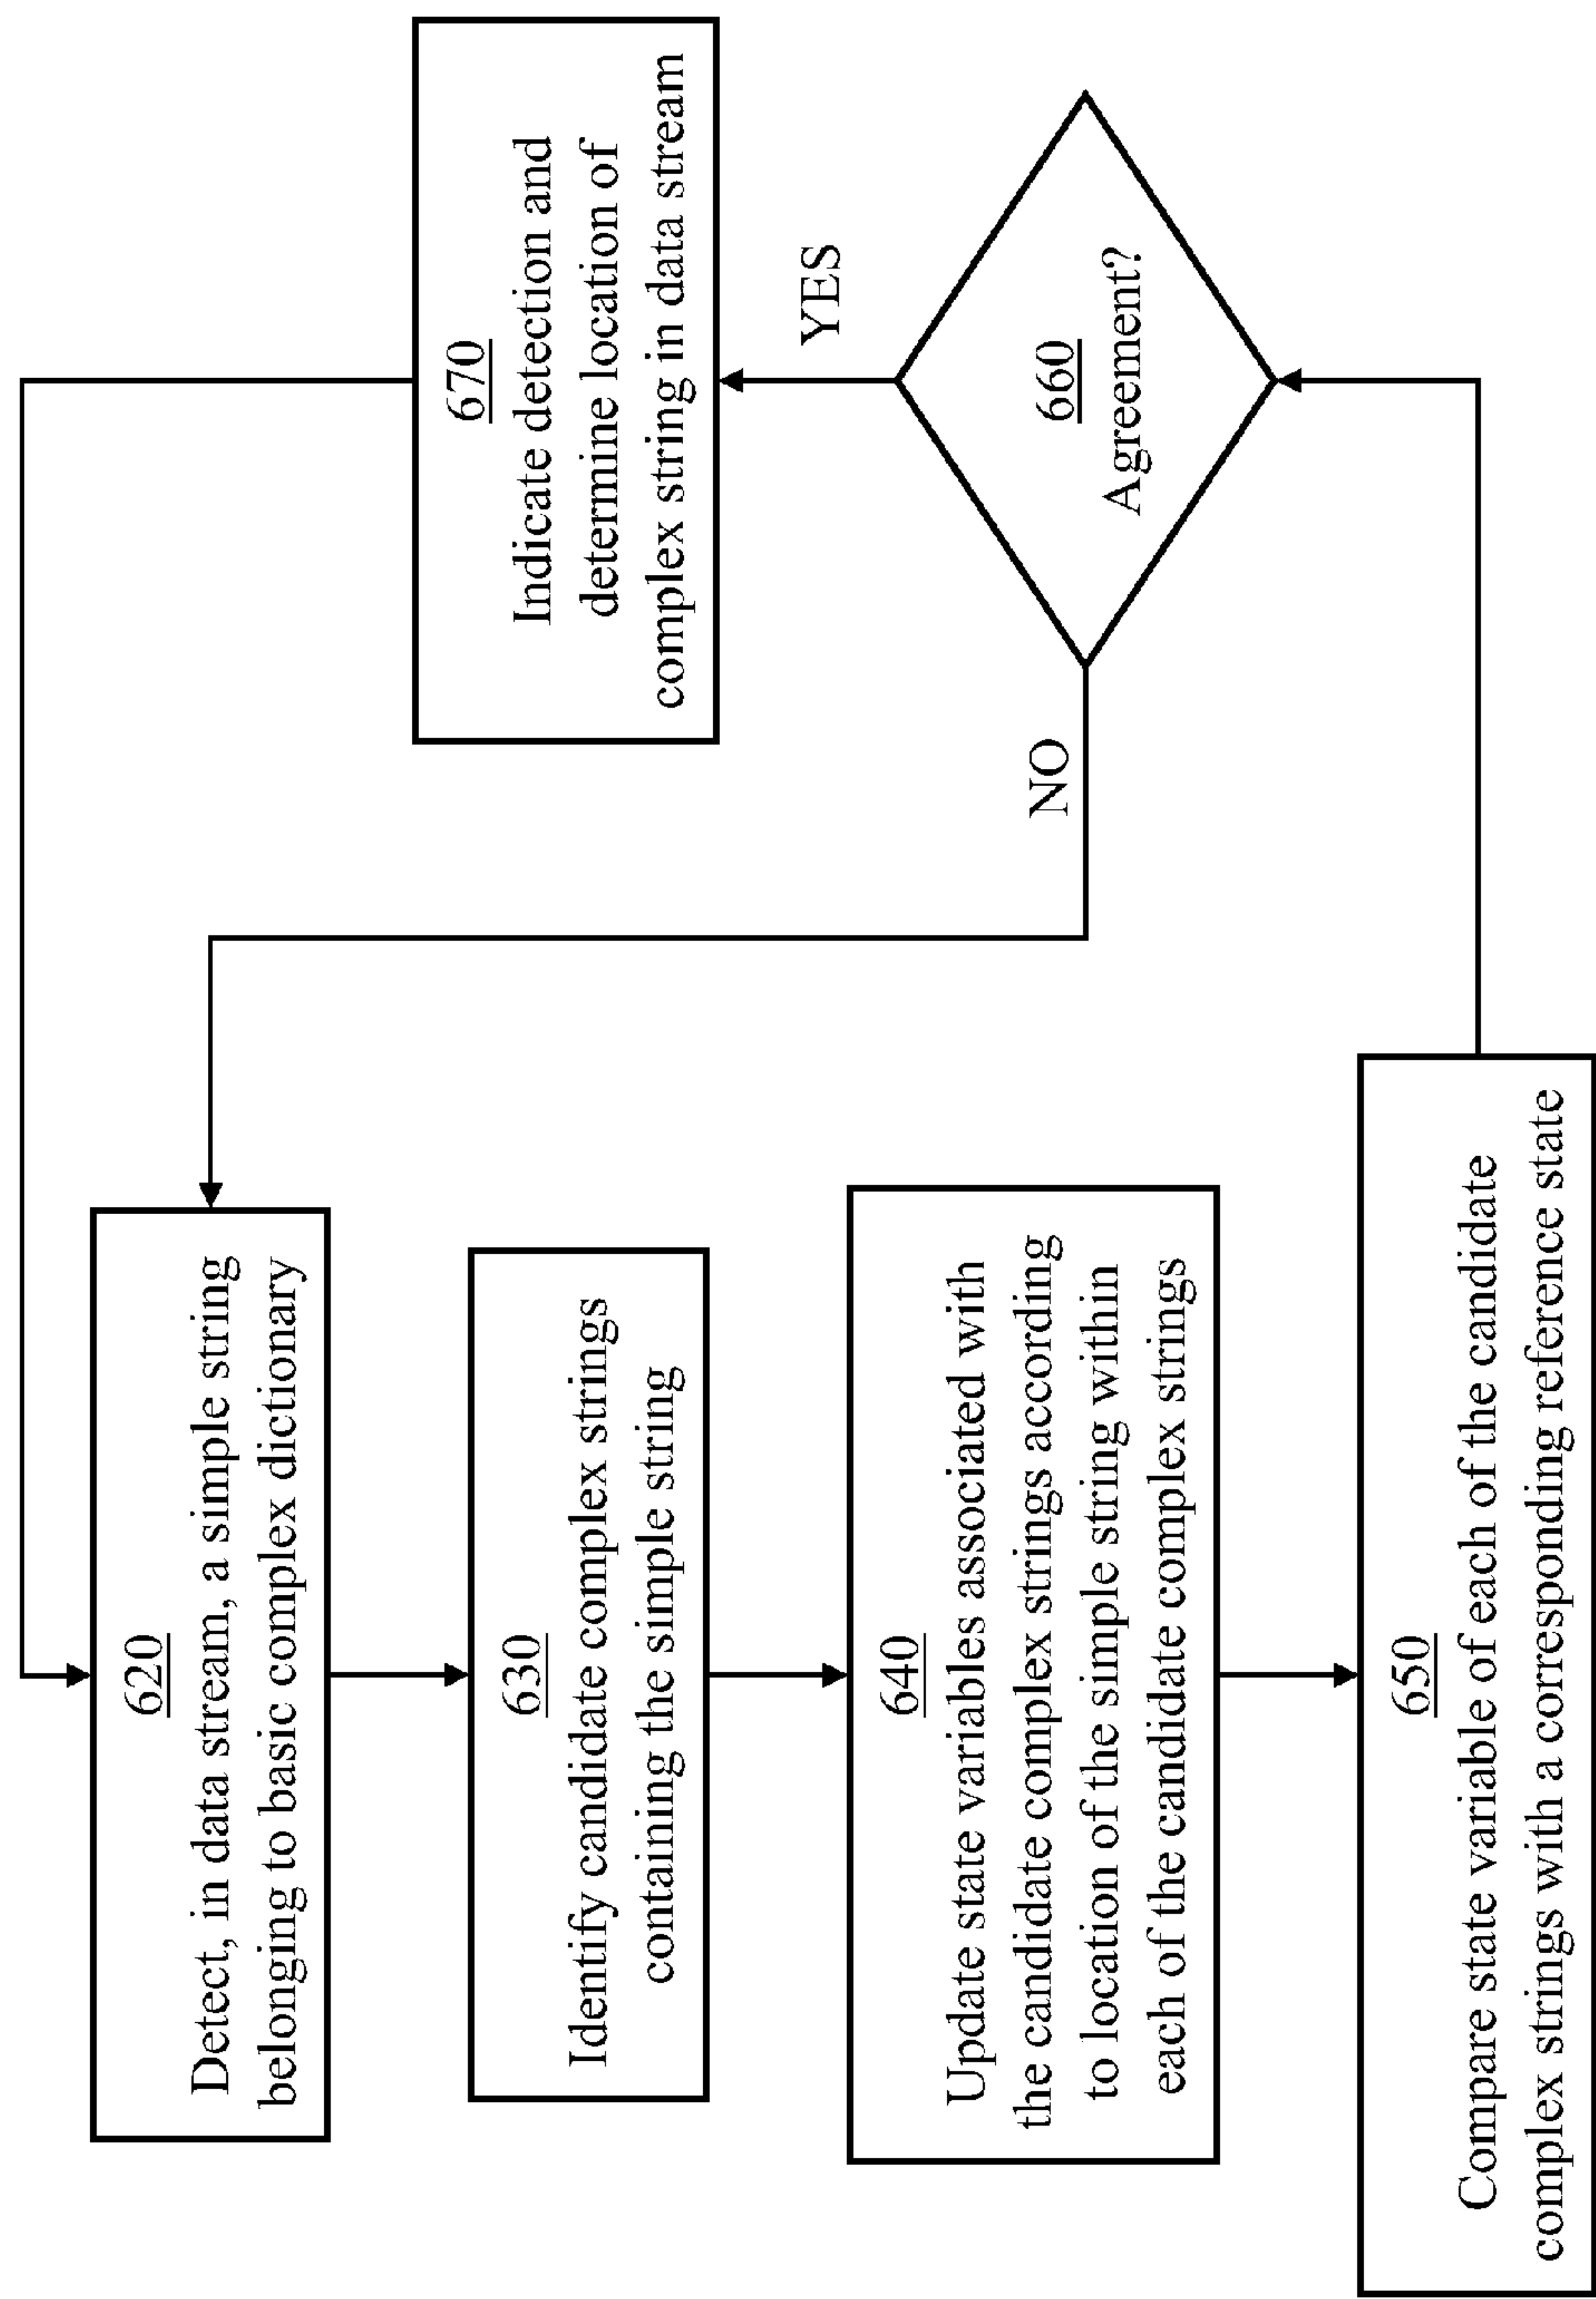 620
Detect, in data stream, a simple string
belonging to basic complex dictionary
630
Identify candidate complex strings
containing the simple string
640
Update state variables associated with
the candidate complex strings according
to location of the simple string within
each of the candidate complex strings
650
Compare state variable of each of the candidate
complex strings with a corresponding reference state
660
Agreement?
NO
YES
670
Indicate detection and
determine location of
complex string in data stream